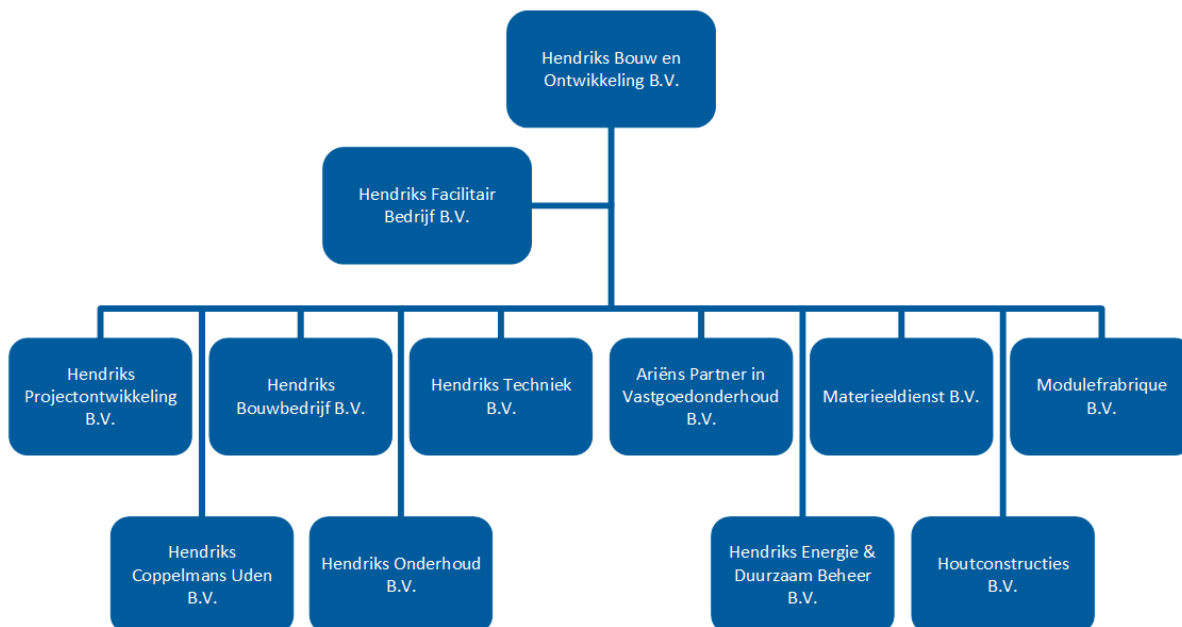 Hendriks Bouw en
Ontwikkeling B.V.
Hendriks Facilitair
Bedrijf B.V.
Hendriks
Projectontwikkeling
B.V.
Hendriks
Bouwbedrijf B.V.
Hendriks Techniek
B.V.
Ariëns Partner in
Vastgoedonderhoud
B.V.
Materieeldienst B.V.
Modulefrabrique
B.V.
Hendriks
Coppelmans Uden
B.V.
Hendriks Onderhoud
B.V.
Hendriks Energie &
Duurzaam Beheer
B.V.
Houtconstructies
B.V.